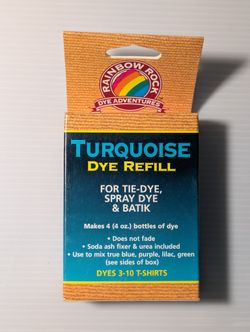 RAINBOW ROCK
DYE ADVENTURES
TURQUOISE
DYE REFILL
FOR TIE-DYE,
SPRAY DYE
& BATIK
Makes 4 (4 oz.) bottles of dye
• Does not fade
• Soda ash fixer & urea included
• Use to mix true blue, purple, lilac, green
(see sides of box)
DYES 3-10 T-SHIRTS